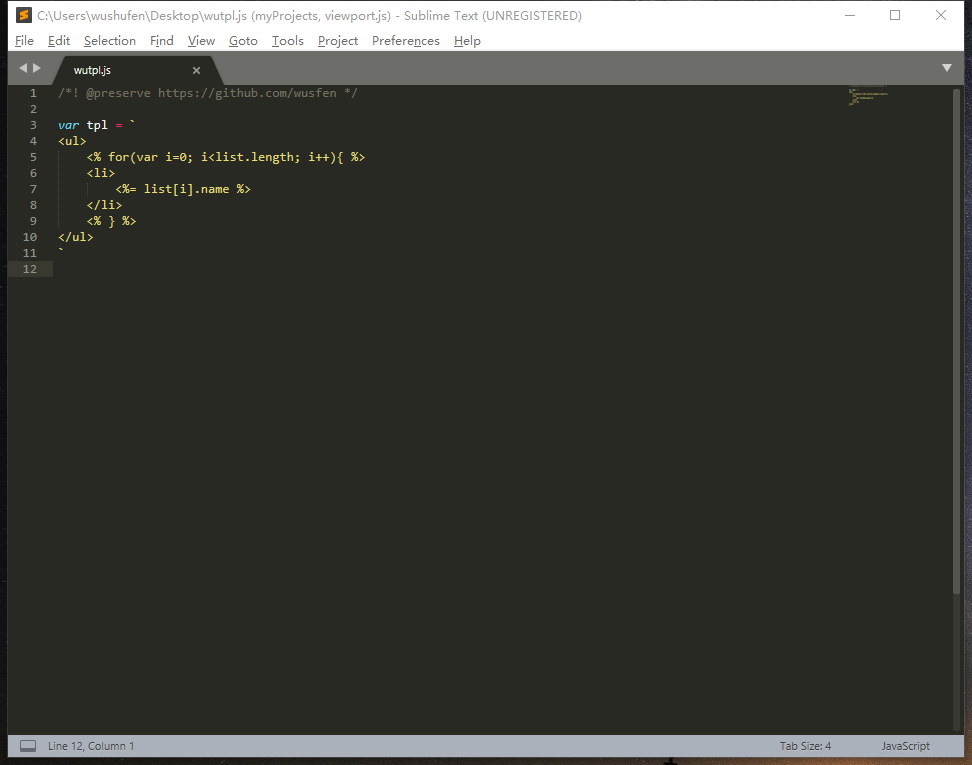 C:\Users\wushufen\Desktop\wutpl.js (myProjects, viewport.js) - Sublime Text (UNREGISTERED)
File Edit Selection Find View Goto Tools Project Preferences Help
wutpl.js
1 /*! @preserve https://github.com/wusfen */
2
3 var tpl = `
4 <ul>
5     <% for(var i=0; i<list.length; i++){ %>
6     <li>
7         <%= list[i].name %>
8     </li>
9     <% } %>
10 </ul>
11 `
12
Line 12, Column 1 Tab Size: 4 JavaScript